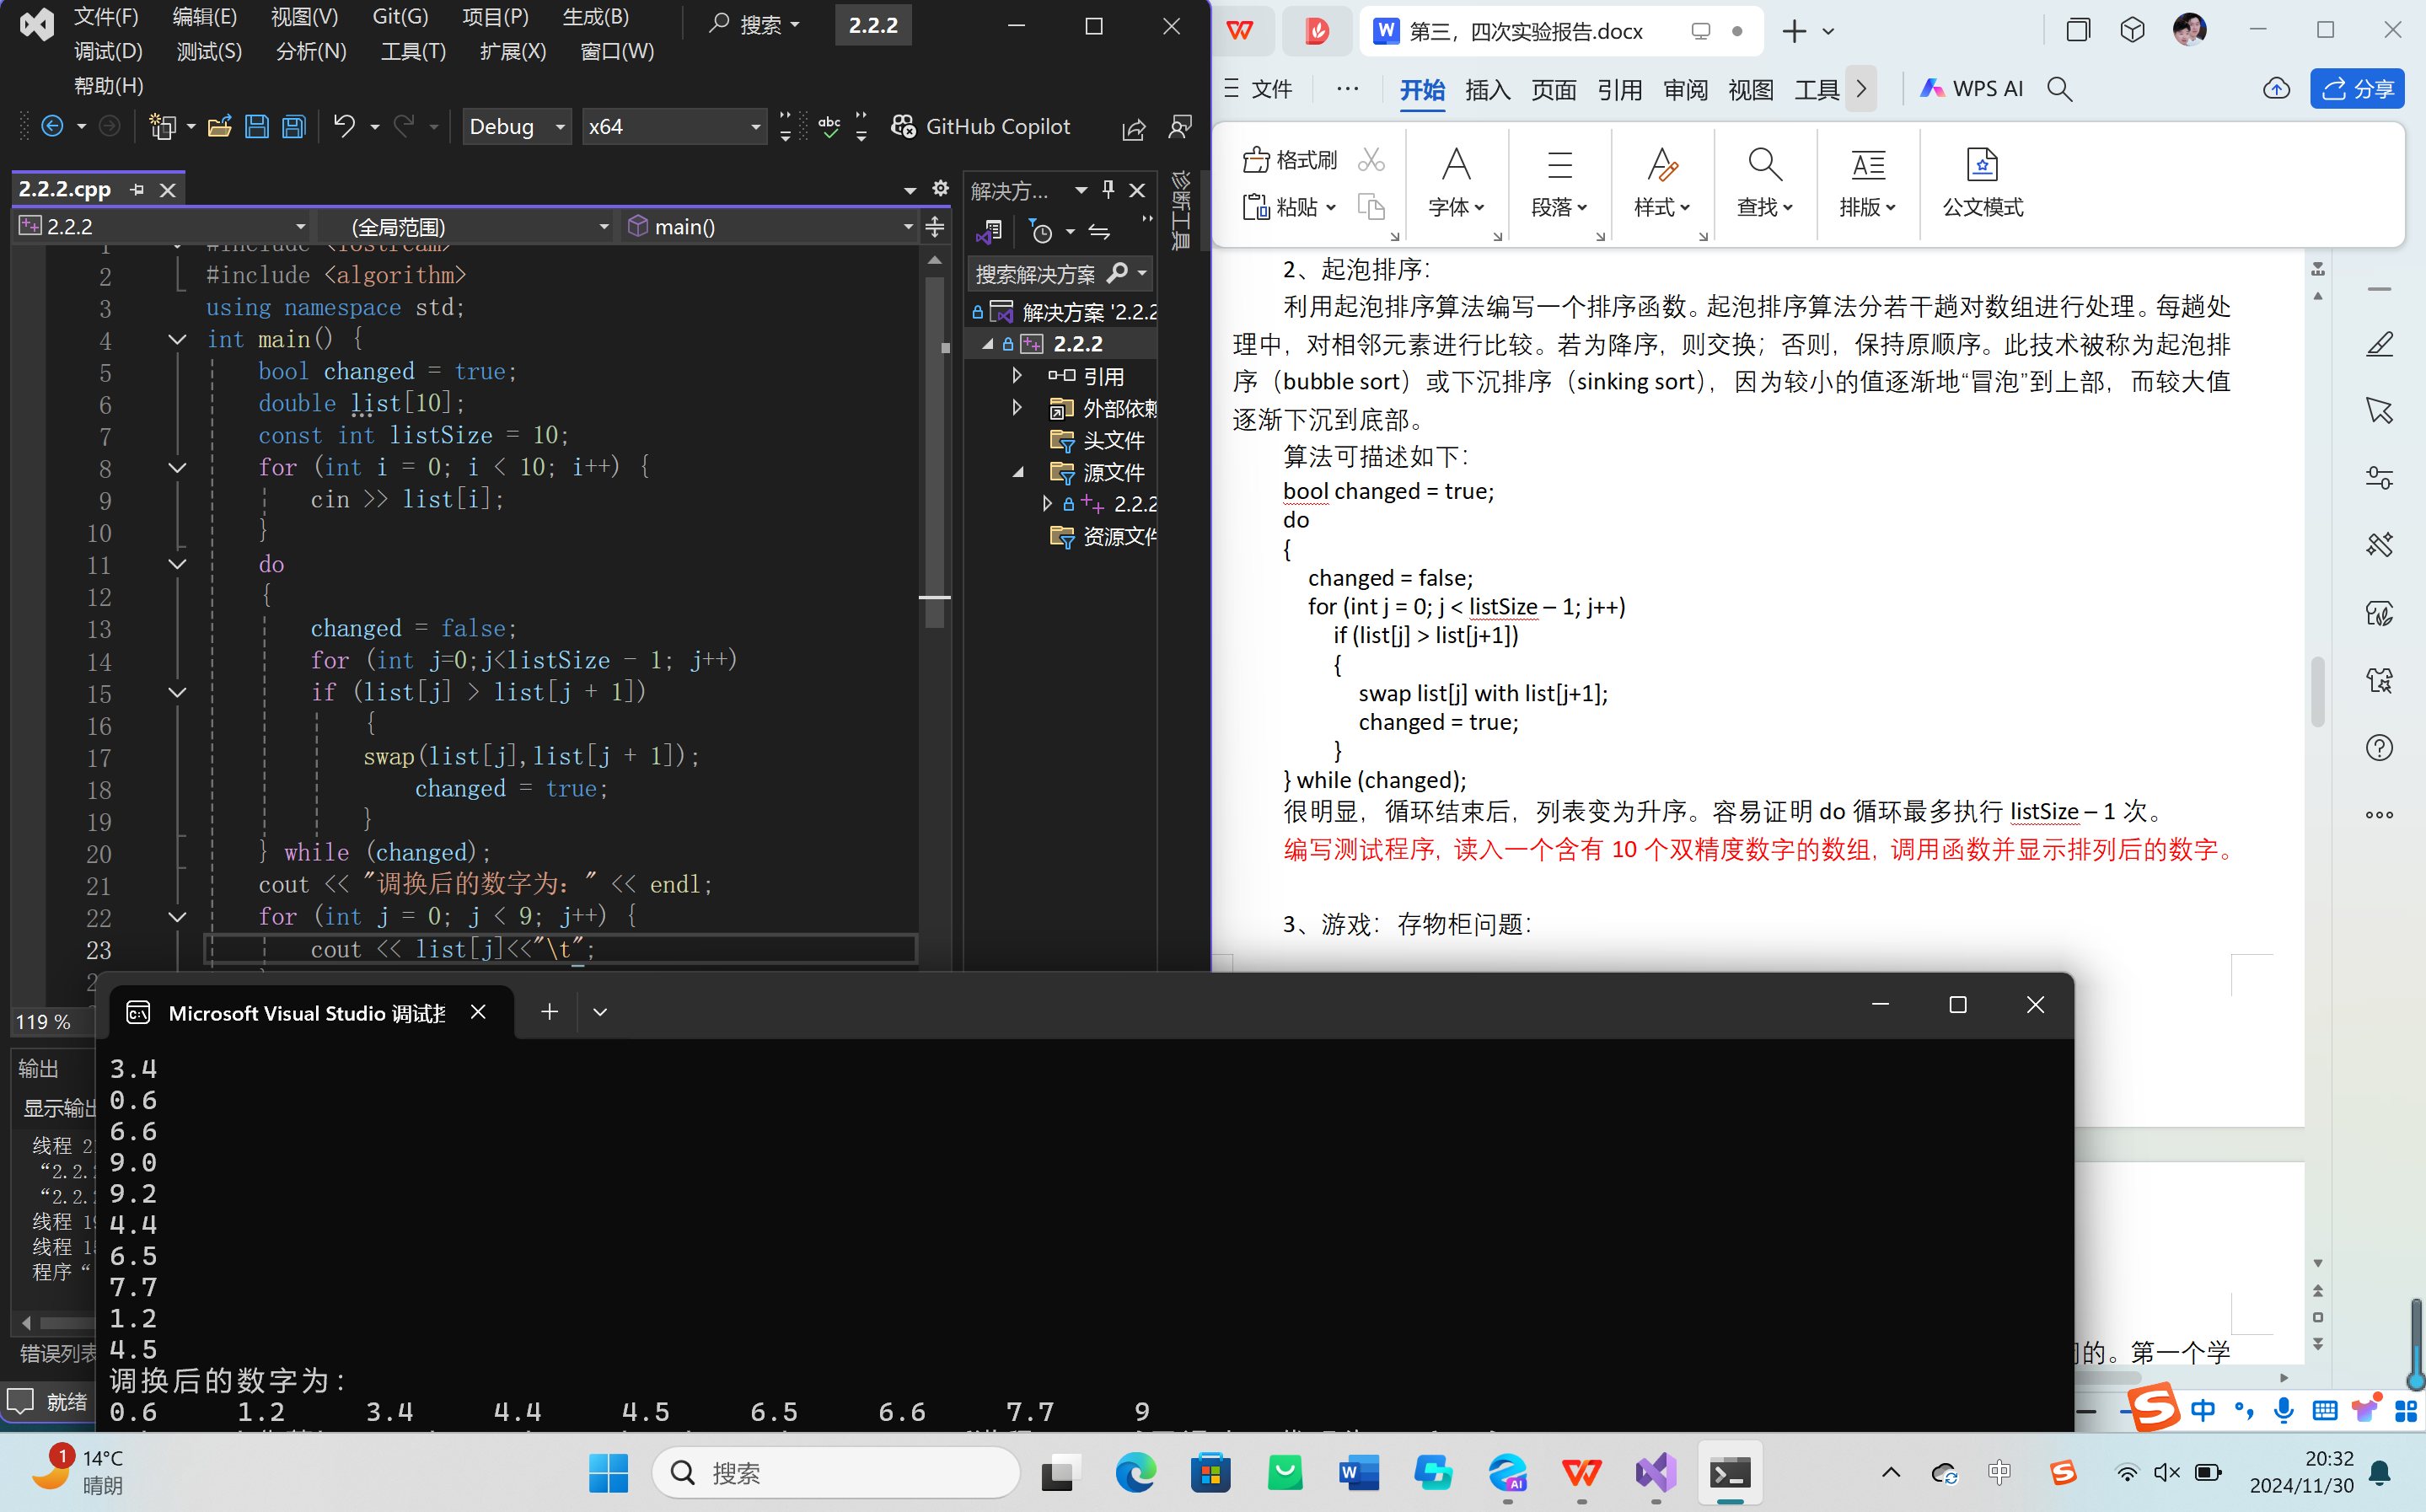 文件(F) 编辑(E) 视图(V) Git(G) 项目(P) 生成(B)
调试(D) 测试(S) 分析(N) 工具(T) 扩展(X) 窗口(W)
帮助(H)
搜索
2.2.2
Debug x64 GitHub Copilot
2.2.2.cpp
2.2.2 (全局范围) main()
1 #include <iostream>
2 #include <algorithm>
3 using namespace std;
4 int main() {
5 bool changed = true;
6 double list[10];
7 const int listSize = 10;
8 for (int i = 0; i < 10; i++) {
9 cin >> list[i];
10 }
11 do
12 {
13 changed = false;
14 for (int j=0;j<listSize - 1; j++)
15 if (list[j] > list[j + 1])
16 {
17 swap(list[j],list[j + 1]);
18 changed = true;
19 }
20 } while (changed);
21 cout << "调换后的数字为：" << endl;
22 for (int j = 0; j < 9; j++) {
23 cout << list[j]<<"\t";
119 %
解决方...
诊断工具
搜索解决方案
解决方案 '2.2.2
2.2.2
引用
外部依赖
头文件
源文件
2.2.2
资源文件
输出
显示输出
线程 21
“2.2.2
“2.2.2
线程 19
线程 15
程序 “
错误列表
就绪
第三，四次实验报告.docx
文件 ... 开始 插入 页面 引用 审阅 视图 工具 WPS AI 分享
格式刷
粘贴 字体 段落 样式 查找 排版 公文模式
2、起泡排序：
利用起泡排序算法编写一个排序函数。起泡排序算法分若干趟对数组进行处理。每趟处
理中，对相邻元素进行比较。若为降序，则交换；否则，保持原顺序。此技术被称为起泡排
序（bubble sort）或下沉排序（sinking sort），因为较小的值逐渐地“冒泡”到上部，而较大值
逐渐下沉到底部。
算法可描述如下：
bool changed = true;
do
{
changed = false;
for (int j = 0; j < listSize – 1; j++)
if (list[j] > list[j+1])
{
swap list[j] with list[j+1];
changed = true;
}
} while (changed);
很明显，循环结束后，列表变为升序。容易证明 do 循环最多执行 listSize – 1 次。
编写测试程序，读入一个含有 10 个双精度数字的数组，调用函数并显示排列后的数字。
3、游戏：存物柜问题：
的。第一个学
Microsoft Visual Studio 调试控
3.4
0.6
6.6
9.0
9.2
4.4
6.5
7.7
1.2
4.5
调换后的数字为：
0.6 1.2 3.4 4.4 4.5 6.5 6.6 7.7 9
中
1
14°C
晴朗
搜索
中
20:32
2024/11/30